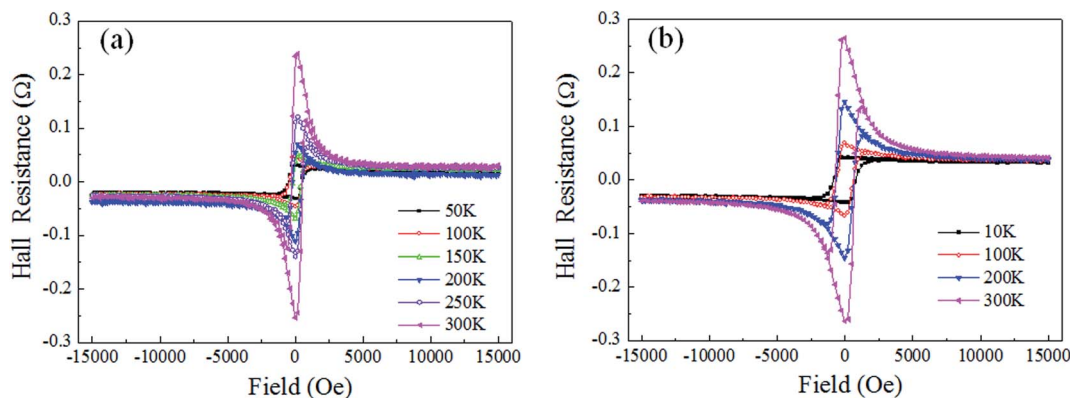 (a)
Hall Resistance (Ω)
0.3
0.2
0.1
0.0
-0.1
-0.2
-0.3
50K
100K
150K
200K
250K
300K
-15000 -10000 -5000 0 5000 10000 15000
Field (Oe)
(b)
Hall Resistance (Ω)
0.3
0.2
0.1
0.0
-0.1
-0.2
-0.3
10K
100K
200K
300K
-15000 -10000 -5000 0 5000 10000 15000
Field (Oe)